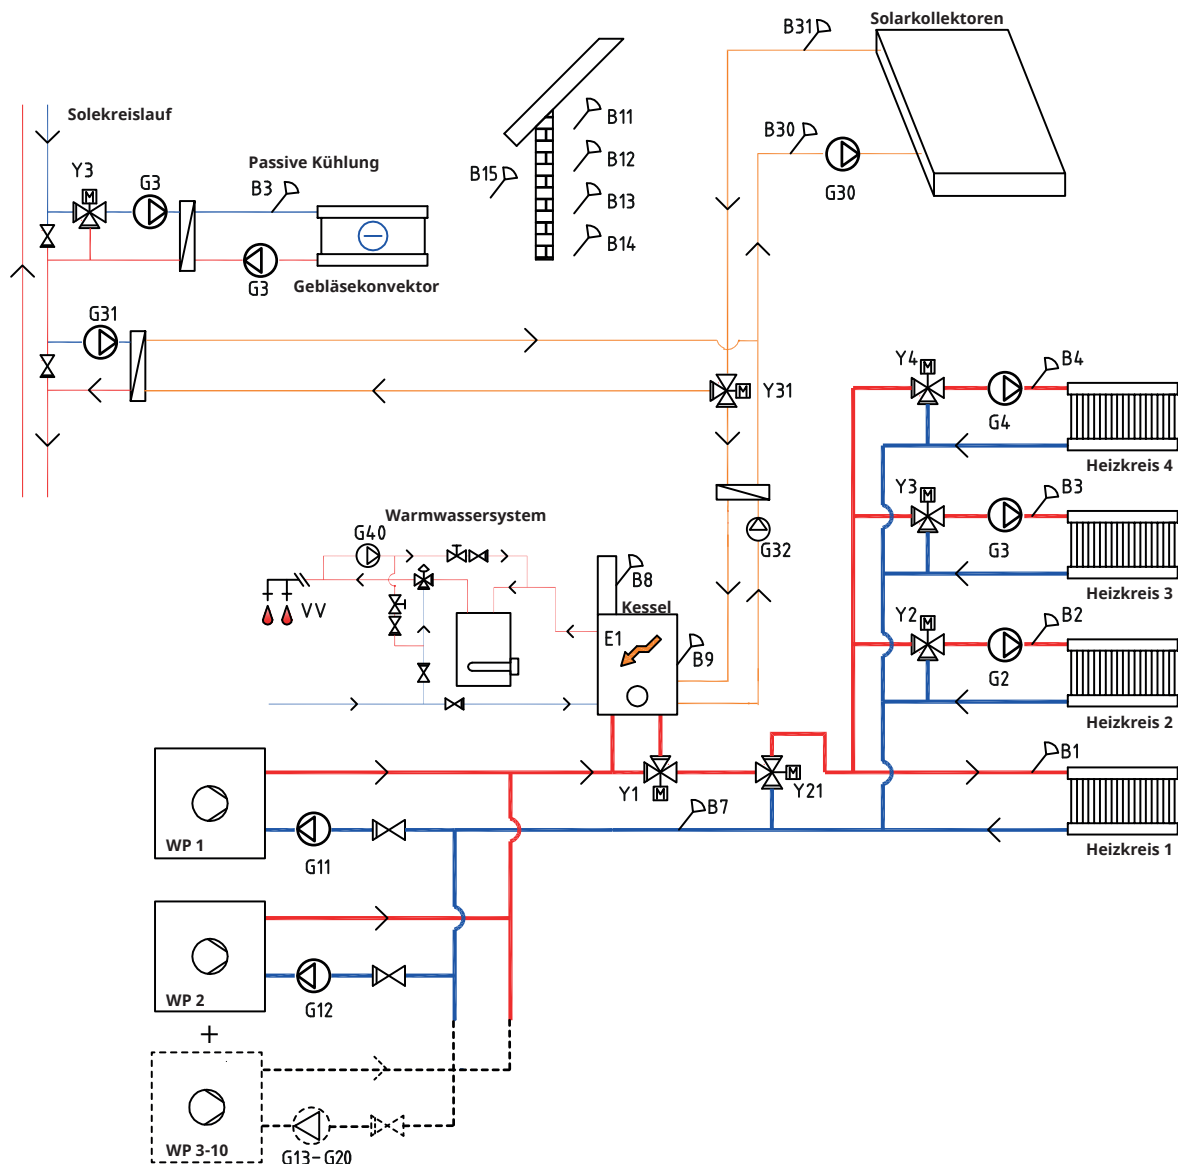 Solarkollektoren
B31
Solekreislauf
B11
B30
Passive Kühlung
B12
Y3
G3
B3
B15
G30
B13
M
B14
G3
Gebläsekonvektor
G31
Y4
B4
M
Y31
M
G4
Heizkreis 4
Y3
B3
M
Warmwassersystem
G40
G32
G3
B8
Heizkreis 3
VV
Kessel
Y2
B2
M
E1
B9
G2
Heizkreis 2
B1
M
Y1
M
Y21
B7
WP 1
G11
Heizkreis 1
WP 2
G12
+
WP 3-10
G13-G20